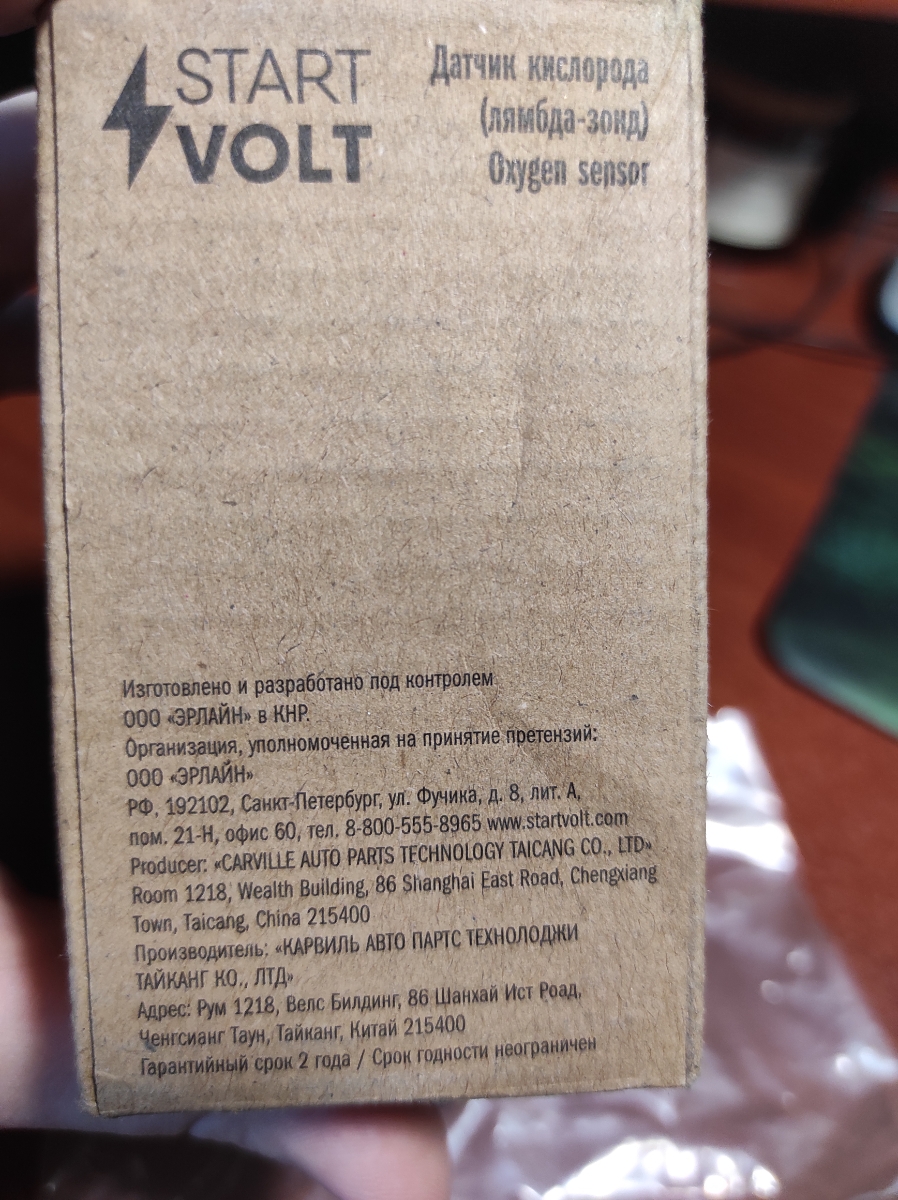 START
VOLT
Датчик кислорода
(лямбда-зонд)
Oxygen sensor
Изготовлено и разработано под контролем
ООО «ЭРЛАЙН» в КНР.
Организация, уполномоченная на принятие претензий:
ООО «ЭРЛАЙН»
РФ, 192102, Санкт-Петербург, ул. Фучика, д. 8, лит. А,
пом. 21-Н, офис 60, тел. 8-800-555-8965 www.startvolt.com
Producer: «CARVILLE AUTO PARTS TECHNOLOGY TAICANG CO., LTD»
Room 1218, Wealth Building, 86 Shanghai East Road, Chengxiang
Town, Taicang, China 215400
Производитель: «КАРВИЛЬ АВТО ПАРТС ТЕХНОЛОДЖИ
ТАЙКАНГ КО., ЛТД»
Адрес: Рум 1218, Велс Билдинг, 86 Шанхай Ист Роад,
Ченгсианг Таун, Тайканг, Китай 215400
Гарантийный срок 2 года / Срок годности неограничен